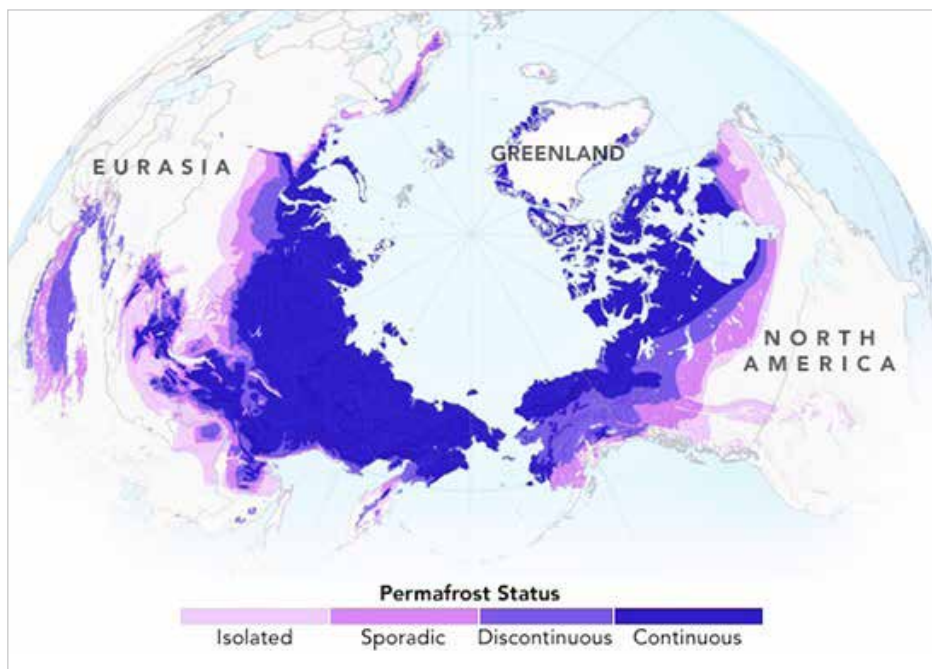 EURASIA
GREENLAND
NORTH
AMERICA
Permafrost Status
Isolated Sporadic Discontinuous Continuous